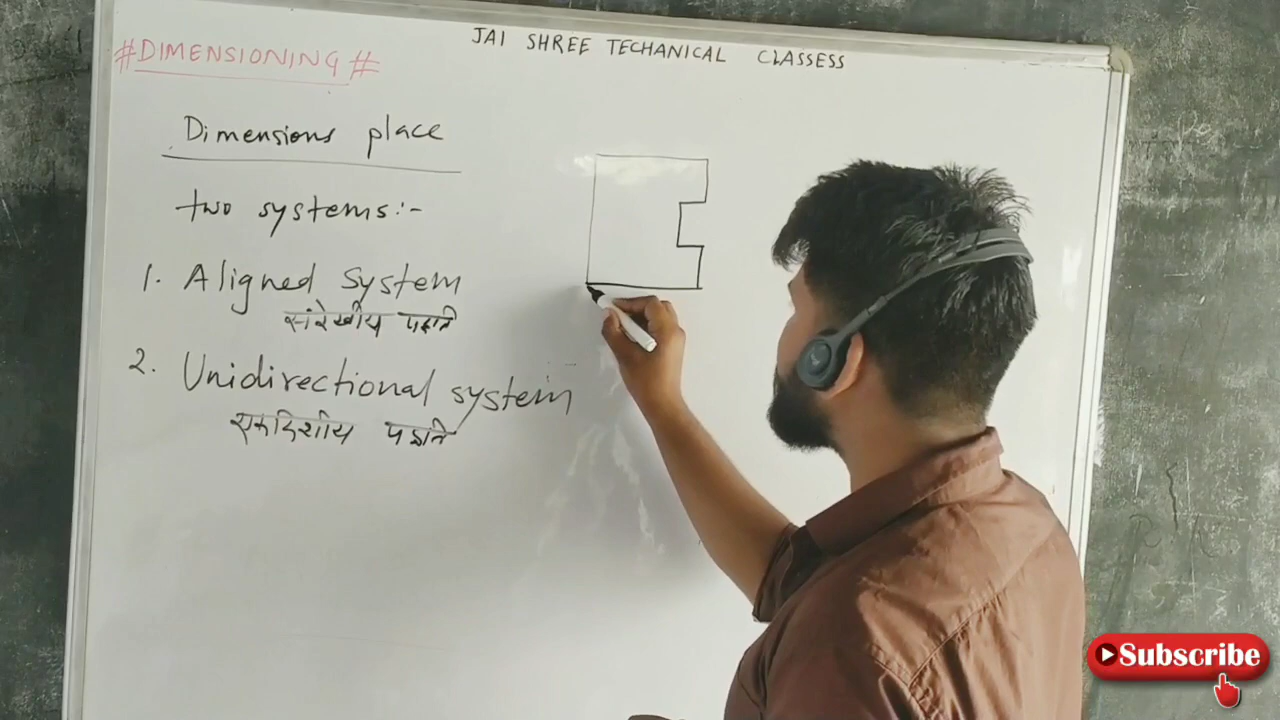 JAI SHREE TECHANICAL CLASSESS
#DIMENSIONING#
Dimensions place
two systems:-
1. Aligned System
सांरेखीय पद्धति
2. Unidirectional system
एकदिशीय पद्धति
Subscribe